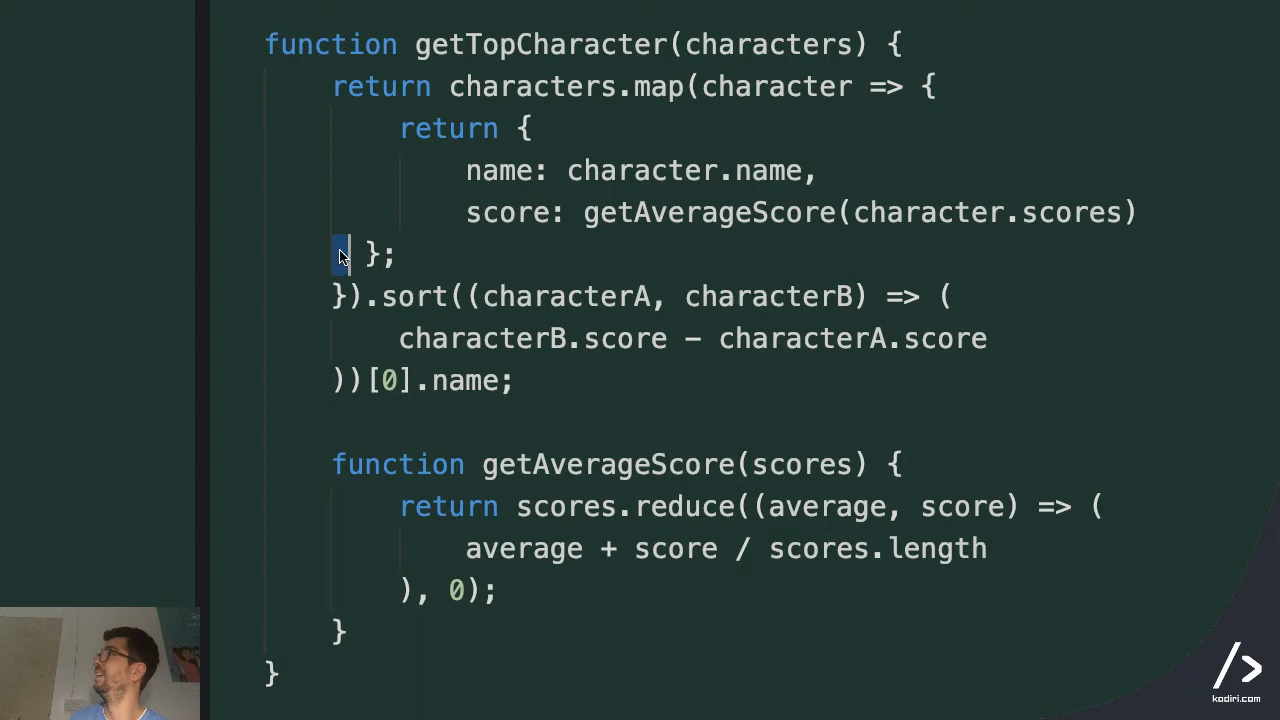 function getTopCharacter(characters) {
    return characters.map(character => {
        return {
            name: character.name,
            score: getAverageScore(character.scores)
      };
    }).sort((characterA, characterB) => (
        characterB.score - characterA.score
    ))[0].name;

    function getAverageScore(scores) {
        return scores.reduce((average, score) => (
            average + score / scores.length
        ), 0);
    }
}
kodiri.com